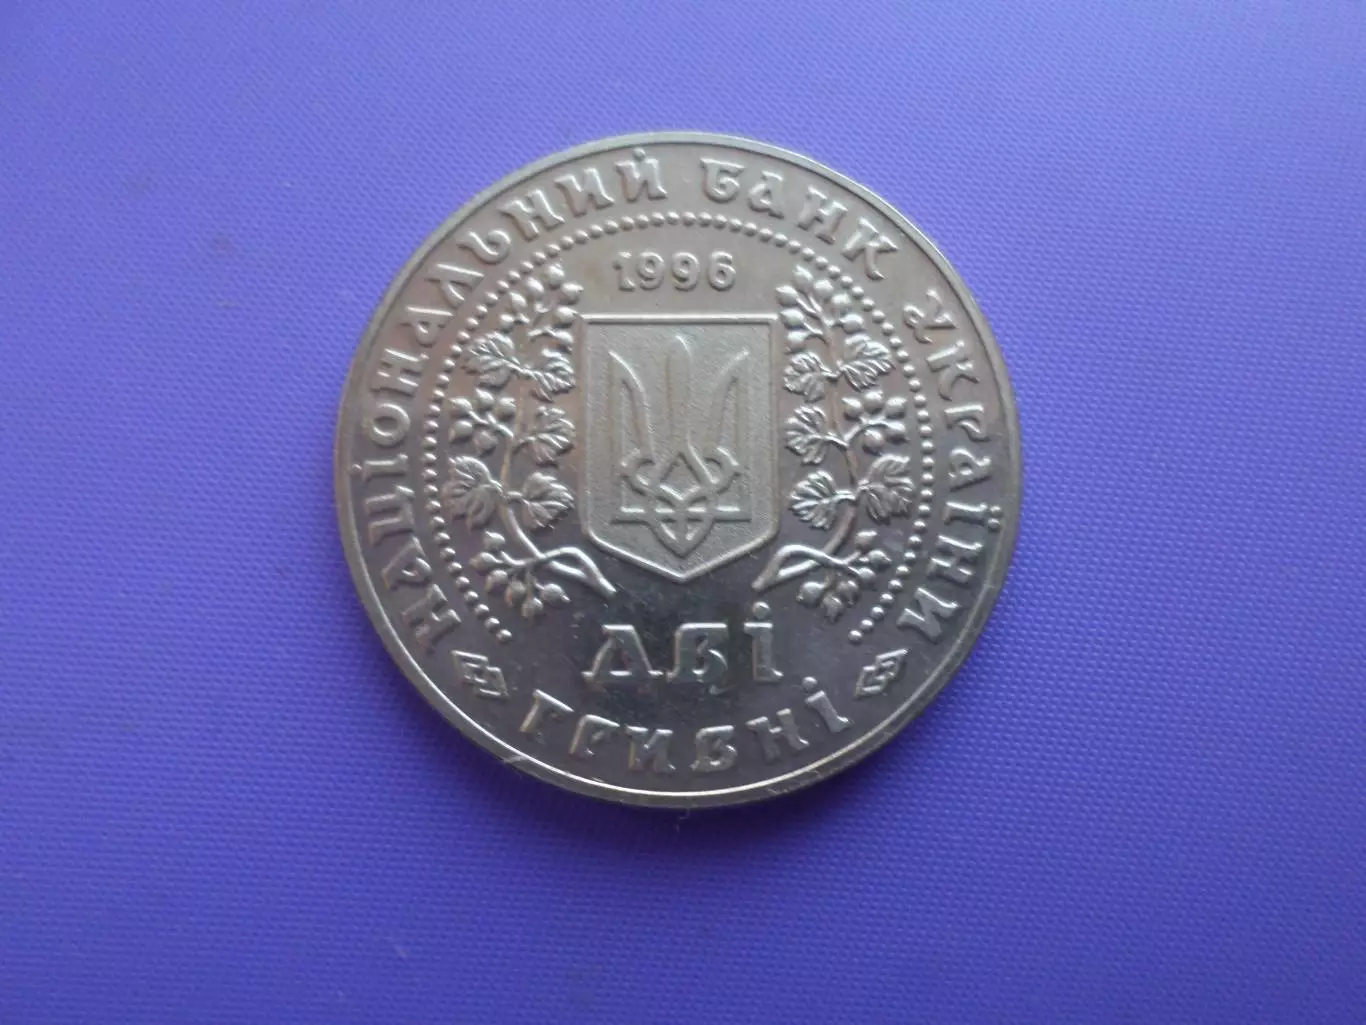 НАЦІОНАЛЬНИЙ БАНК УКРАЇНИ
1996
ДВІ
ГРИВНІ